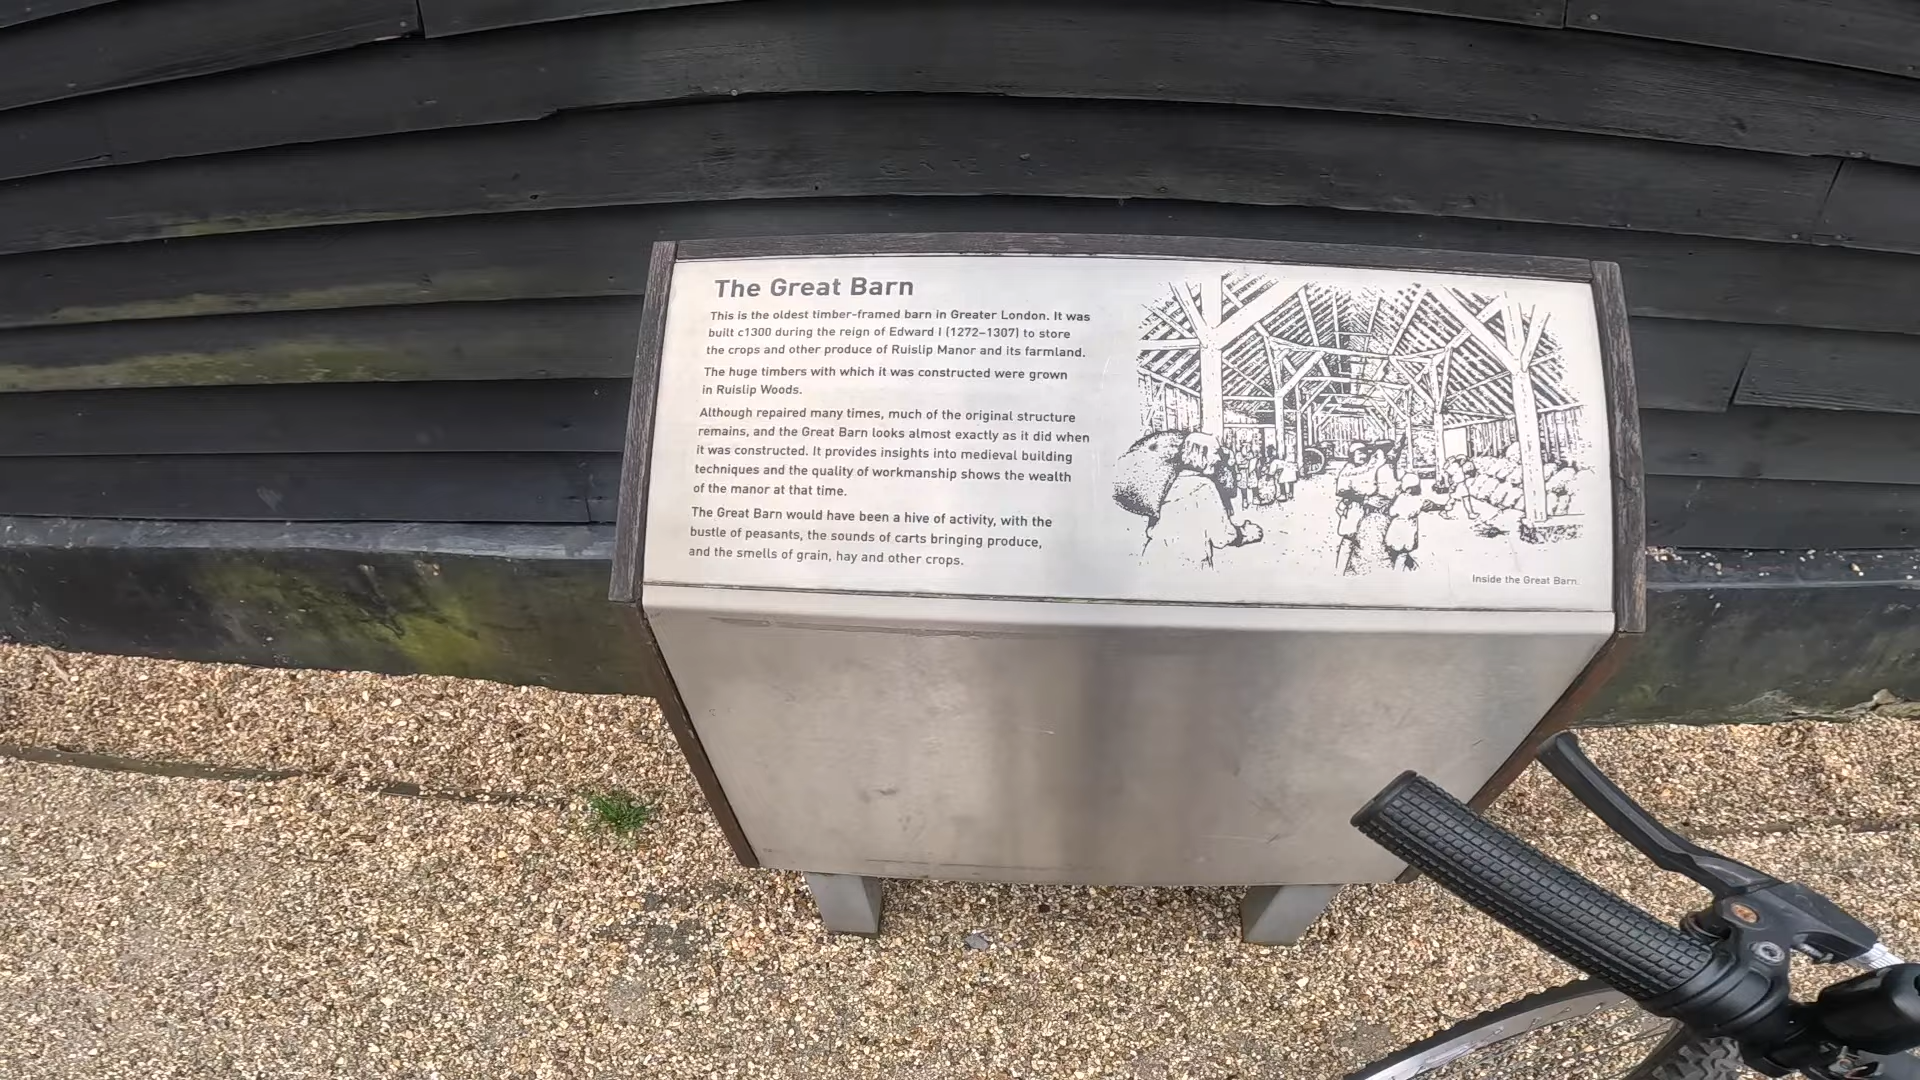 The Great Barn
This is the oldest timber-framed barn in Greater London. It was
built c1300 during the reign of Edward I (1272–1307) to store
the crops and other produce of Ruislip Manor and its farmland.
The huge timbers with which it was constructed were grown
in Ruislip Woods.
Although repaired many times, much of the original structure
remains, and the Great Barn looks almost exactly as it did when
it was constructed. It provides insights into medieval building
techniques and the quality of workmanship shows the wealth
of the manor at that time.
The Great Barn would have been a hive of activity, with the
bustle of peasants, the sounds of carts bringing produce,
and the smells of grain, hay and other crops.
Inside the Great Barn.